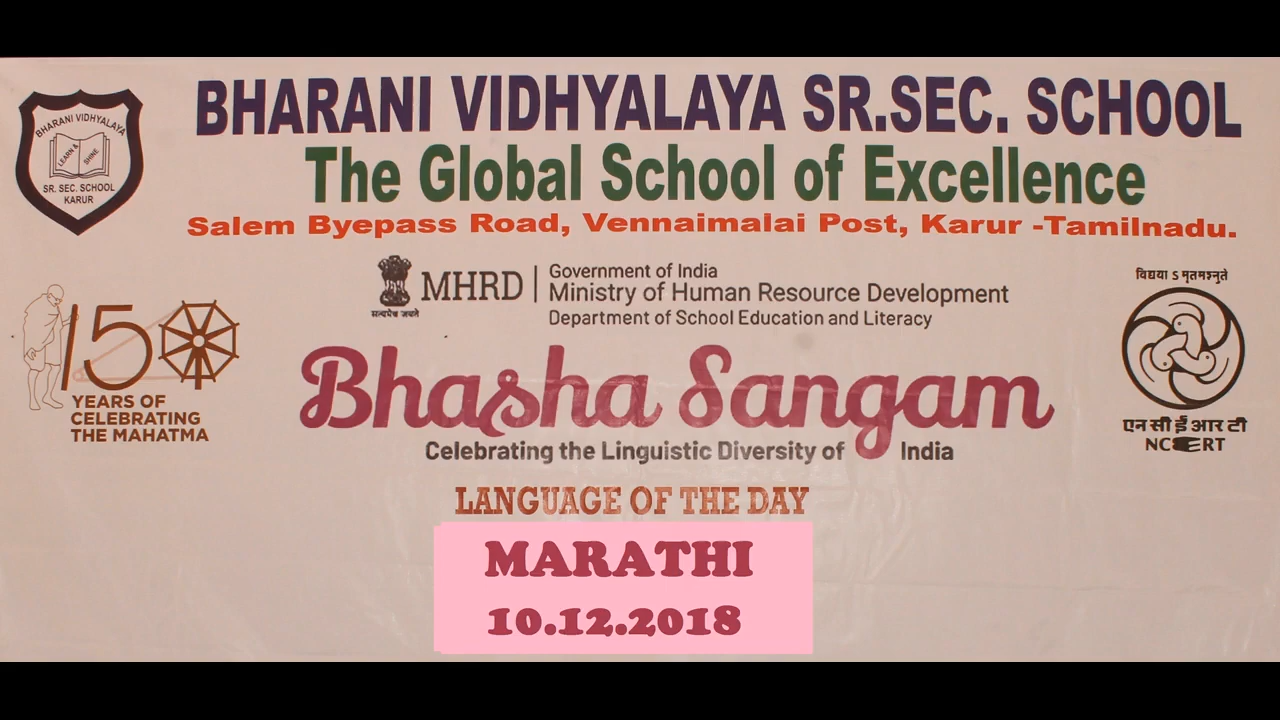 BHARANI VIDHYALAYA SR.SEC. SCHOOL
The Global School of Excellence
Salem Byepass Road, Vennaimalai Post, Karur -Tamilnadu.
BHARANI VIDHYALAYA
LEARN &
SHINE
SR. SEC. SCHOOL
KARUR
सत्यमेव जयते
MHRD
Government of India
Ministry of Human Resource Development
Department of School Education and Literacy
विद्यया ऽ मृतमश्नुते
150
YEARS OF
CELEBRATING
THE MAHATMA
Bhasha Sangam
Celebrating the Linguistic Diversity of India
एन सी ई आर टी
NCERT
LANGUAGE OF THE DAY
MARATHI
10.12.2018